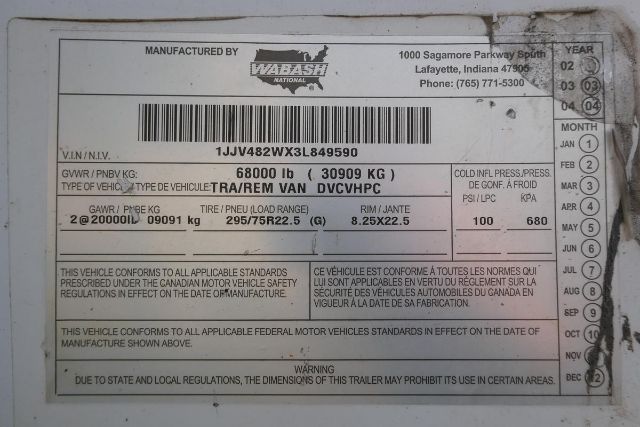 MANUFACTURED BY
WABASH
NATIONAL
1000 Sagamore Parkway South
Lafayette, Indiana 47905
Phone: (765) 771-5300
1JJV482WX3L849590
V.I.N / N.I.V.
GVWR / PNBV KG: 68000 lb ( 30909 KG )
TYPE OF VEHICLE/TYPE DE VEHICULE: TRA/REM VAN DVCVHPC
COLD INFL PRESS/PRESS.
DE GONF. À FROID
PSI / LPC KPA
GAWR / PNBE KG TIRE / PNEU (LOAD RANGE) RIM / JANTE
2@20000lb 09091 kg 295/75R22.5 (G) 8.25X22.5 100 680
THIS VEHICLE CONFORMS TO ALL APPLICABLE STANDARDS
PRESCRIBED UNDER THE CANADIAN MOTOR VEHICLE SAFETY
REGULATIONS IN EFFECT ON THE DATE OF MANUFACTURE.
CE VÉHICULE EST CONFORME À TOUTES LES NORMES QUI
LUI SONT APPLICABLES EN VERTU DU RÉGLEMENT SUR LA
SÉCURITÉ DES VÉHICULES AUTOMOBILES DU CANADA EN
VIGUEUR À LA DATE DE SA FABRICATION.
THIS VEHICLE CONFORMS TO ALL APPLICABLE FEDERAL MOTOR VEHICLES STANDARDS IN EFFECT ON THE DATE OF
MANUFACTURE SHOWN ABOVE.
WARNING
DUE TO STATE AND LOCAL REGULATIONS, THE DIMENSIONS OF THIS TRAILER MAY PROHIBIT ITS USE IN CERTAIN AREAS.
YEAR
02
03 03
04 04
MONTH
JAN 1
FEB 2
MAR 3
APR 4
MAY 5
JUN 6
JUL 7
AUG 8
SEP 9
OCT 10
NOV
DEC 12